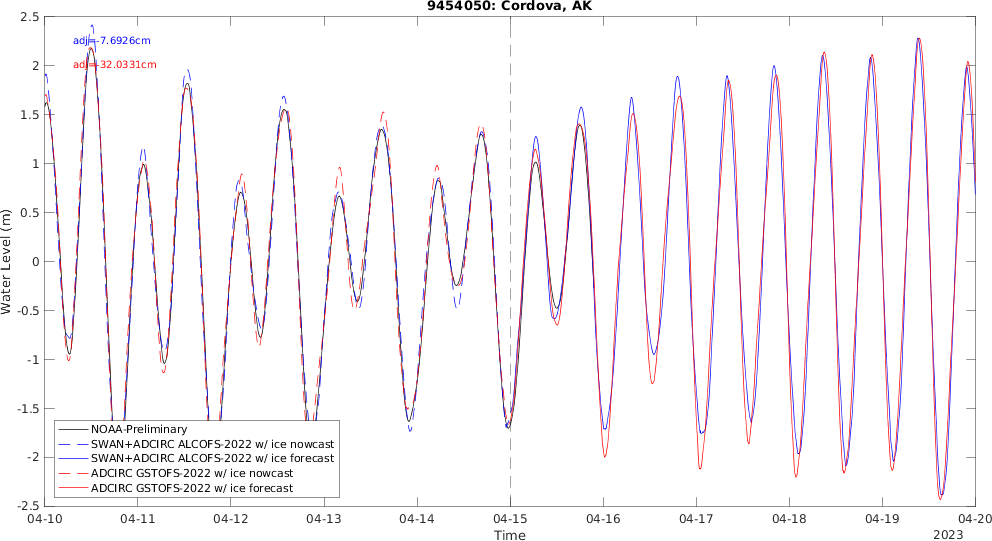 9454050: Cordova, AK
2.5
adj=-7.6926cm
2
adj=-32.0331cm
1.5
1
0.5
0
Water Level (m)
-0.5
-1
-1.5
NOAA-Preliminary
SWAN+ADCIRC ALCOFS-2022 w/ ice nowcast
-2
SWAN+ADCIRC ALCOFS-2022 w/ ice forecast
ADCIRC GSTOFS-2022 w/ ice nowcast
ADCIRC GSTOFS-2022 w/ ice forecast
-2.5
04-10 04-11 04-12 04-13 04-14 04-15 04-16 04-17 04-18 04-19 04-20
Time
2023